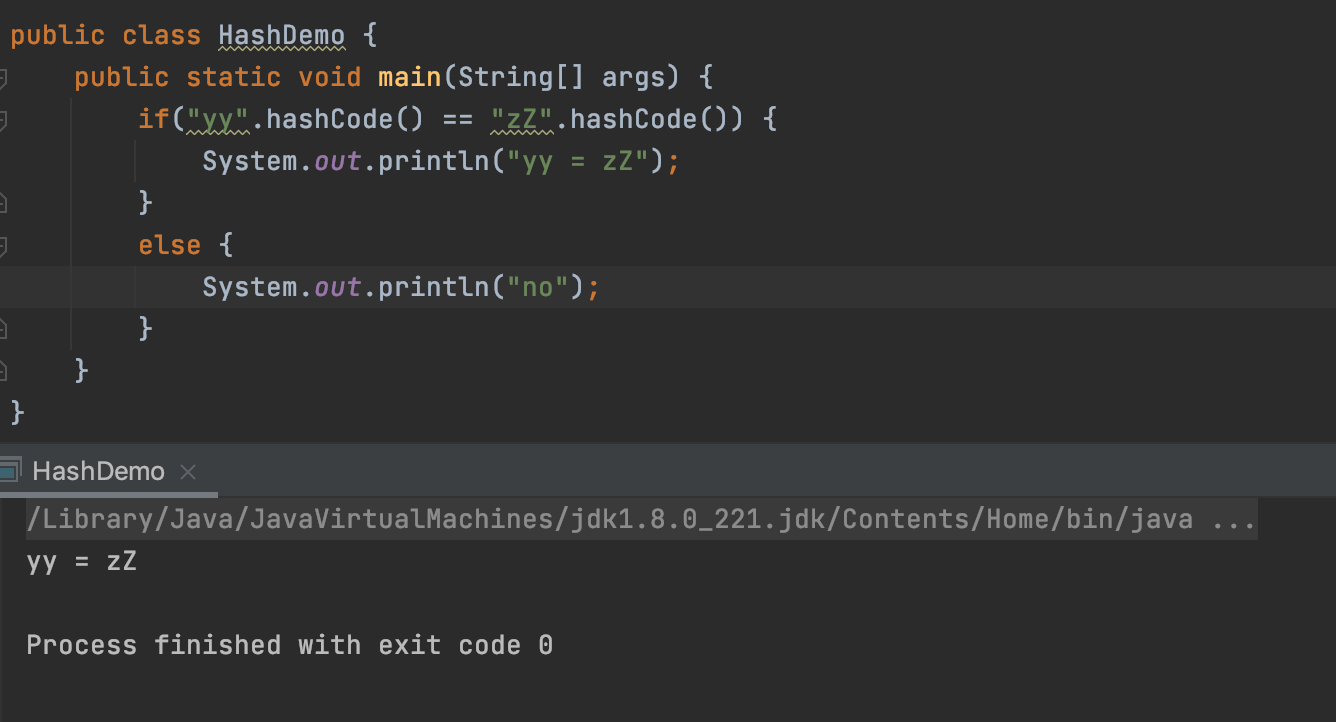 public class HashDemo {
    public static void main(String[] args) {
        if("yy".hashCode() == "zZ".hashCode()) {
            System.out.println("yy = zZ");
        }
        else {
            System.out.println("no");
        }
    }
}
HashDemo ×
/Library/Java/JavaVirtualMachines/jdk1.8.0_221.jdk/Contents/Home/bin/java ...
yy = zZ
Process finished with exit code 0